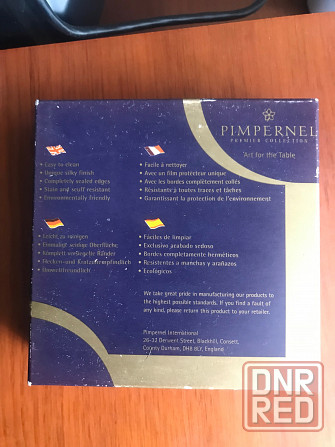 PIMPERNEL
PREMIER COLLECTION
Art for the Table
• Easy to clean
• Unique silky finish
• Completely sealed edges
• Stain and scuff resistant
• Environmentally friendly
• Facile à nettoyer
• Avec un film protecteur unique
• Avec les bordes complètement collés
• Résistants à toutes traces et tâches
• Garantissant la protection de l'environnement
• Leicht zu reinigen
• Einmalig seidige Oberfläche
• Komplett versiegelte Ränder
• Flecken-und Kratzunempfindlich
• Umweltfreundlich
• Fáciles de limpiar
• Exclusivo acabado sedoso
• Bordes completamente herméticos
• Resistentes a manchas y arañazos
• Ecológicos
We take great pride in manufacturing our products to
the highest possible standards. If you find a fault of
any kind, please return this product to your retailer.
Pimpernel International
26-32 Derwent Street, Blackhill, Consett,
County Durham, DH8 8LY, England
DNR
RED